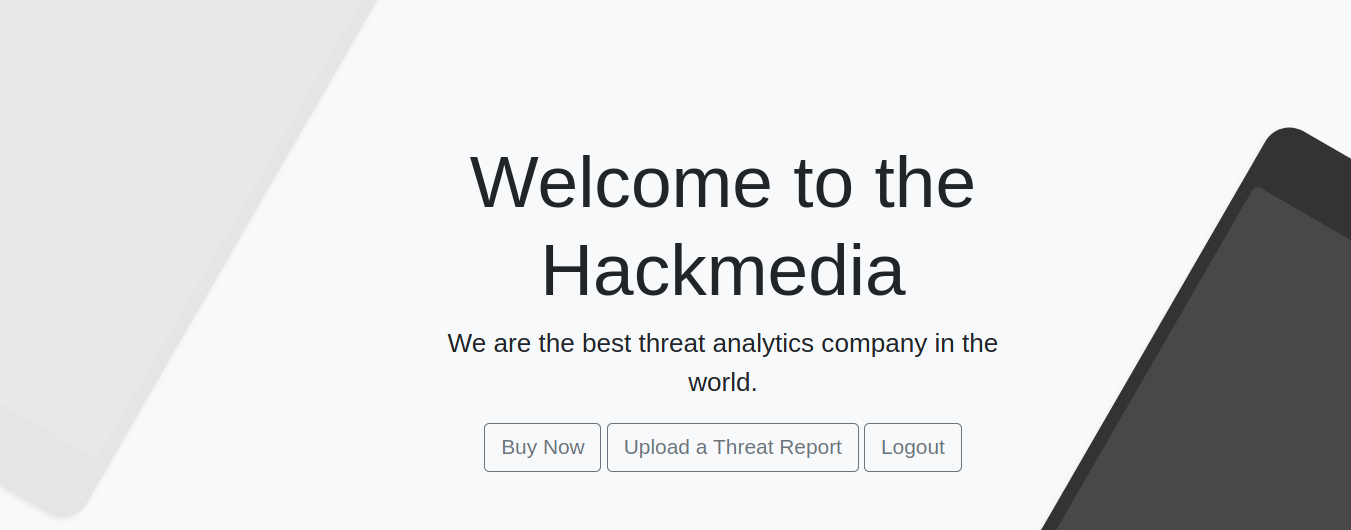 Welcome to the
Hackmedia
We are the best threat analytics company in the
world.
Buy Now Upload a Threat Report Logout